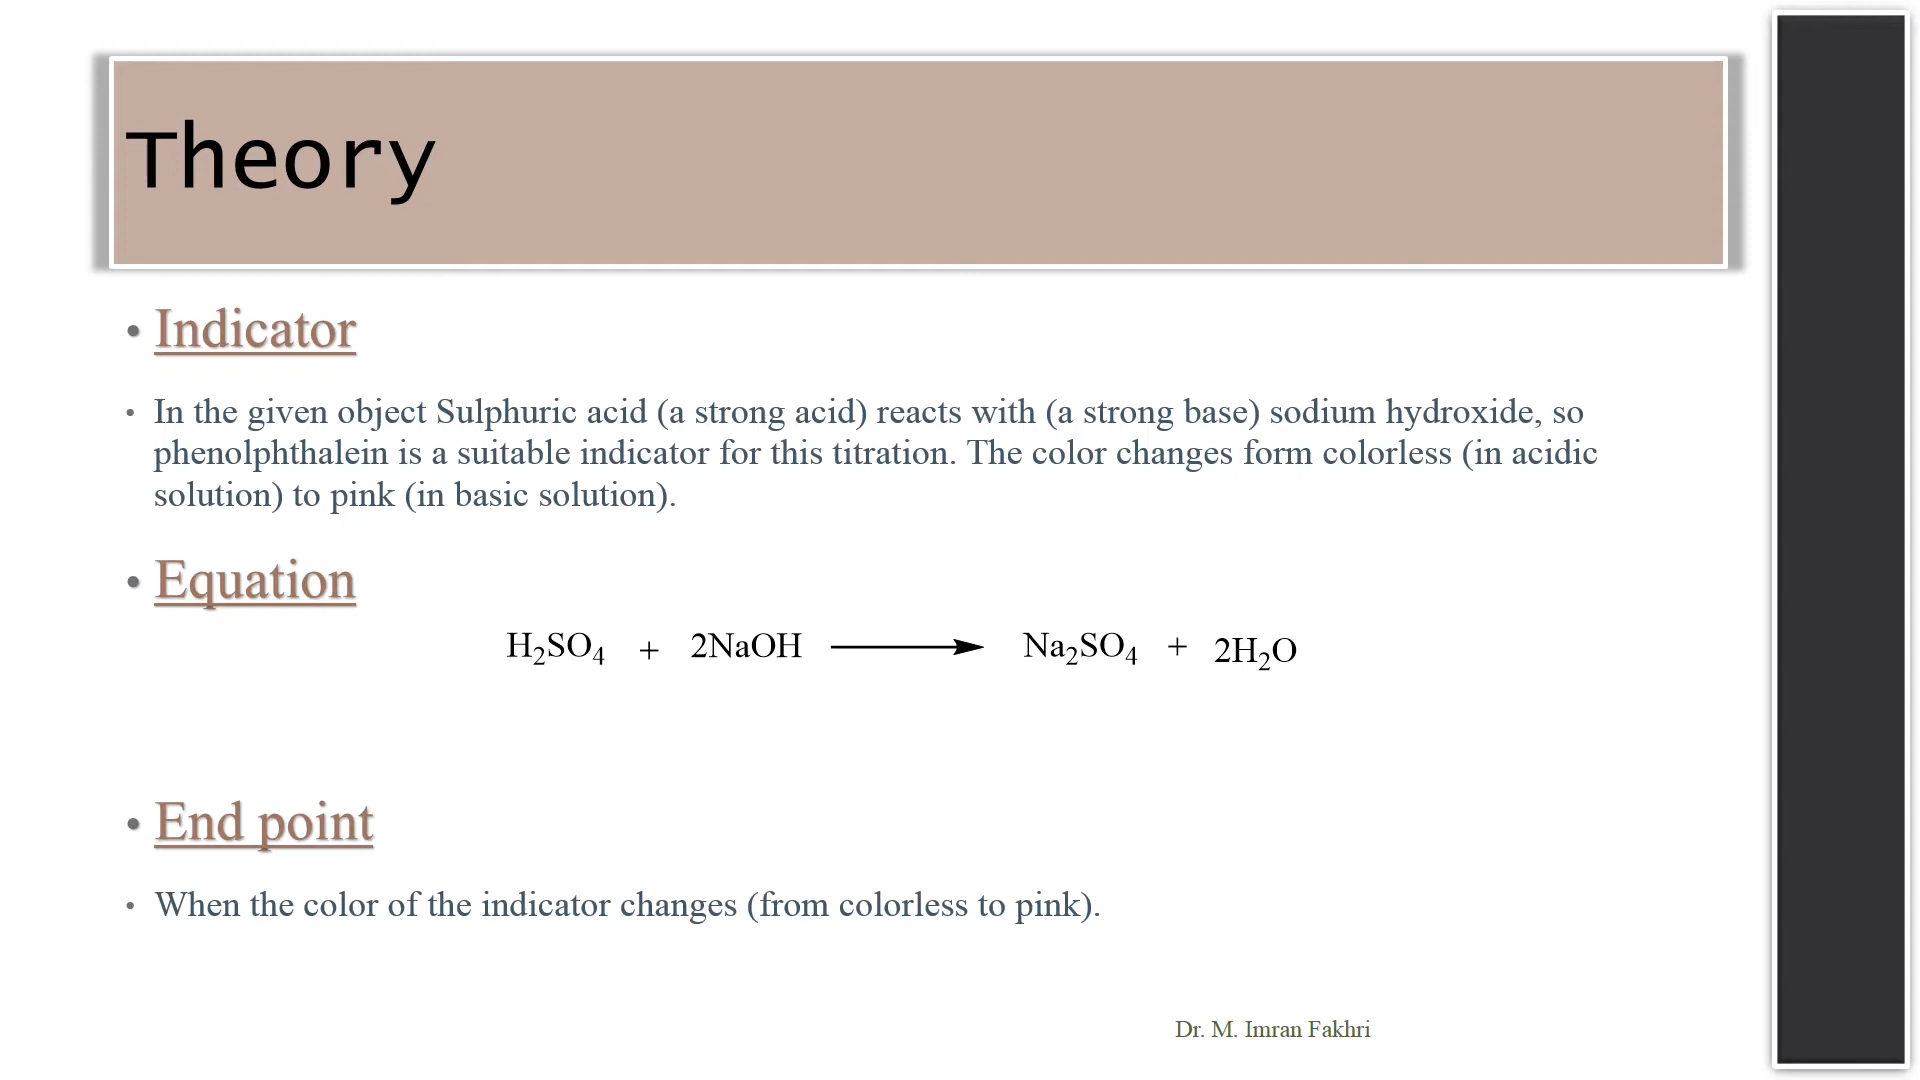 Theory
• Indicator
• In the given object Sulphuric acid (a strong acid) reacts with (a strong base) sodium hydroxide, so
phenolphthalein is a suitable indicator for this titration. The color changes form colorless (in acidic
solution) to pink (in basic solution).
• Equation
H₂SO₄ + 2NaOH ⟶ Na₂SO₄ + 2H₂O
• End point
• When the color of the indicator changes (from colorless to pink).
Dr. M. Imran Fakhri